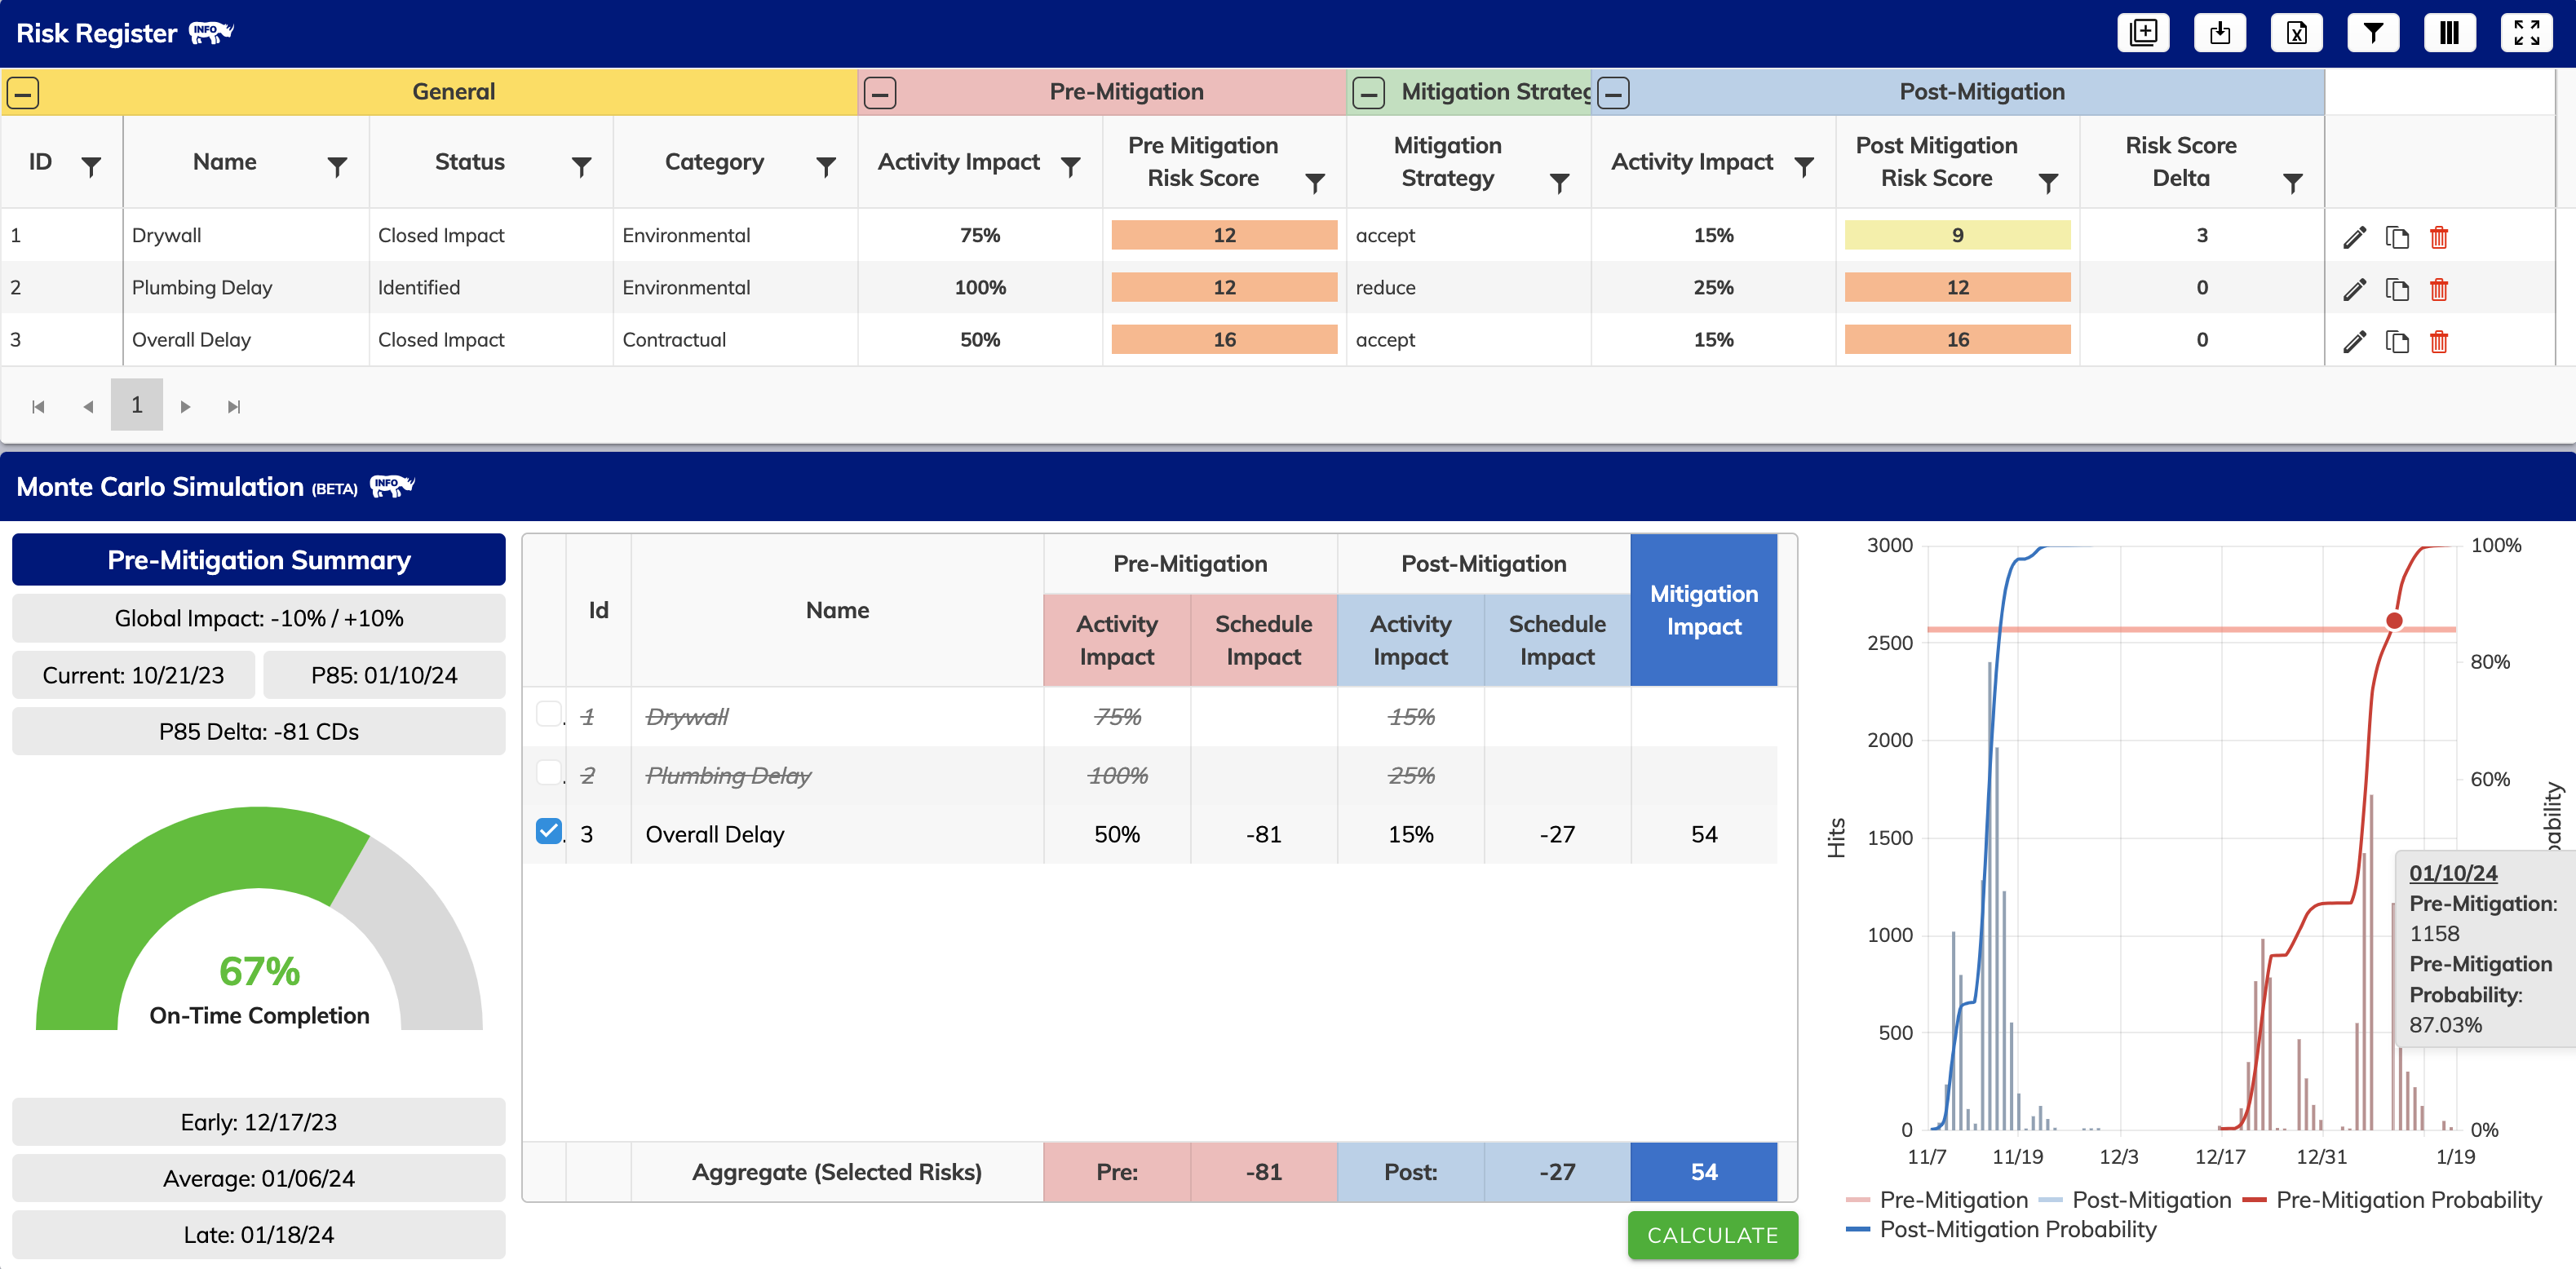 Risk Register INFO
General Pre-Mitigation Mitigation Strateg Post-Mitigation
ID Name Status Category Activity Impact Pre Mitigation Risk Score Mitigation Strategy Activity Impact Post Mitigation Risk Score Risk Score Delta
1 Drywall Closed Impact Environmental 75% 12 accept 15% 9 3
2 Plumbing Delay Identified Environmental 100% 12 reduce 25% 12 0
3 Overall Delay Closed Impact Contractual 50% 16 accept 15% 16 0
1
Monte Carlo Simulation (BETA) INFO
Pre-Mitigation Summary
Global Impact: -10% / +10%
Current: 10/21/23 P85: 01/10/24
P85 Delta: -81 CDs
67%
On-Time Completion
Early: 12/17/23
Average: 01/06/24
Late: 01/18/24
Id Name Pre-Mitigation Post-Mitigation Mitigation Impact
Activity Impact Schedule Impact Activity Impact Schedule Impact
1 Drywall 75% 15%
2 Plumbing Delay 100% 25%
3 Overall Delay 50% -81 15% -27 54
Aggregate (Selected Risks) Pre: -81 Post: -27 54
CALCULATE
3000 100%
2500
80%
2000
60%
1500
1000
500
0 0%
Hits
obability
11/7 11/19 12/3 12/17 12/31 1/19
01/10/24
Pre-Mitigation:
1158
Pre-Mitigation
Probability:
87.03%
Pre-Mitigation Post-Mitigation Pre-Mitigation Probability
Post-Mitigation Probability